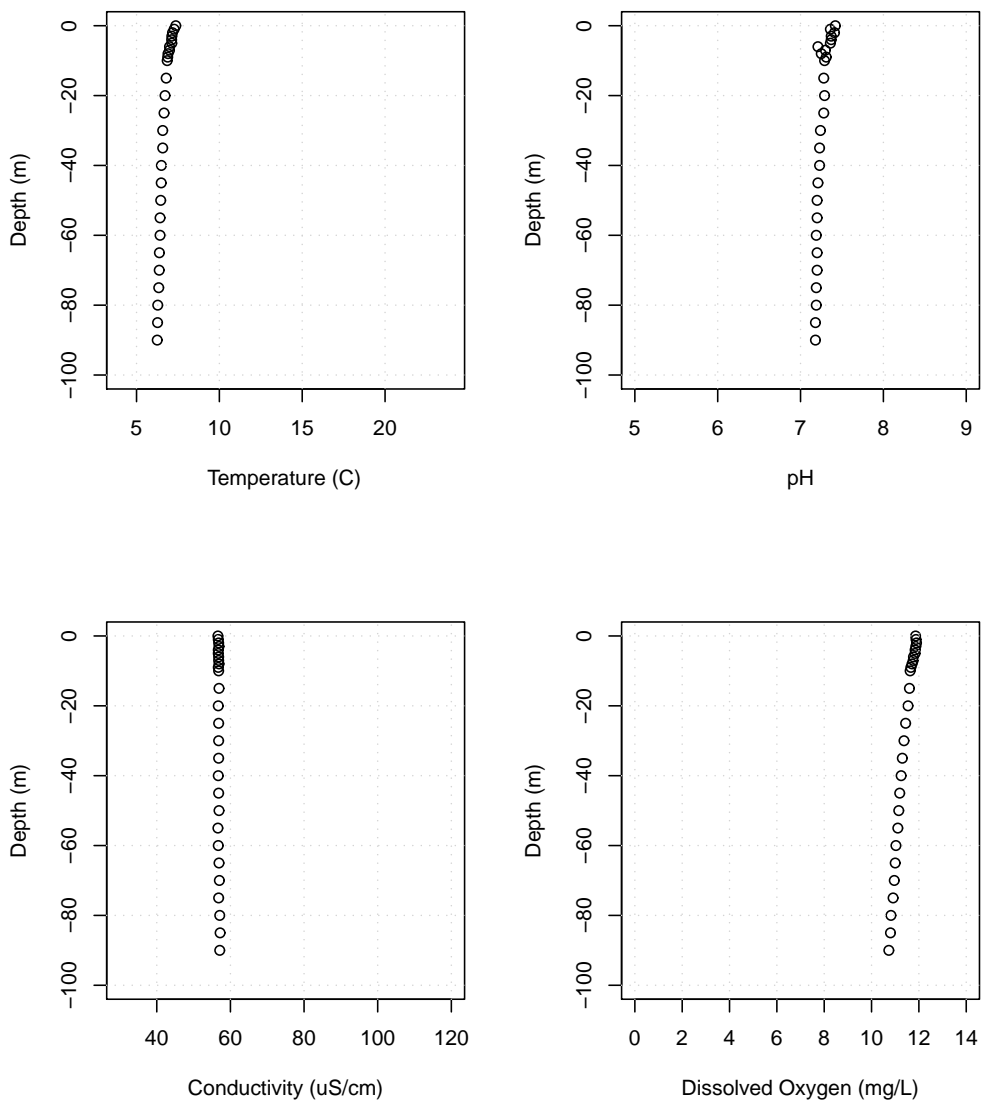 0
−20
−40
−60
−80
−100
Depth (m)
5 10 15 20
Temperature (C)
0
−20
−40
−60
−80
−100
Depth (m)
5 6 7 8 9
pH
0
−20
−40
−60
−80
−100
Depth (m)
40 60 80 100 120
Conductivity (uS/cm)
0
−20
−40
−60
−80
−100
Depth (m)
0 2 4 6 8 10 12 14
Dissolved Oxygen (mg/L)